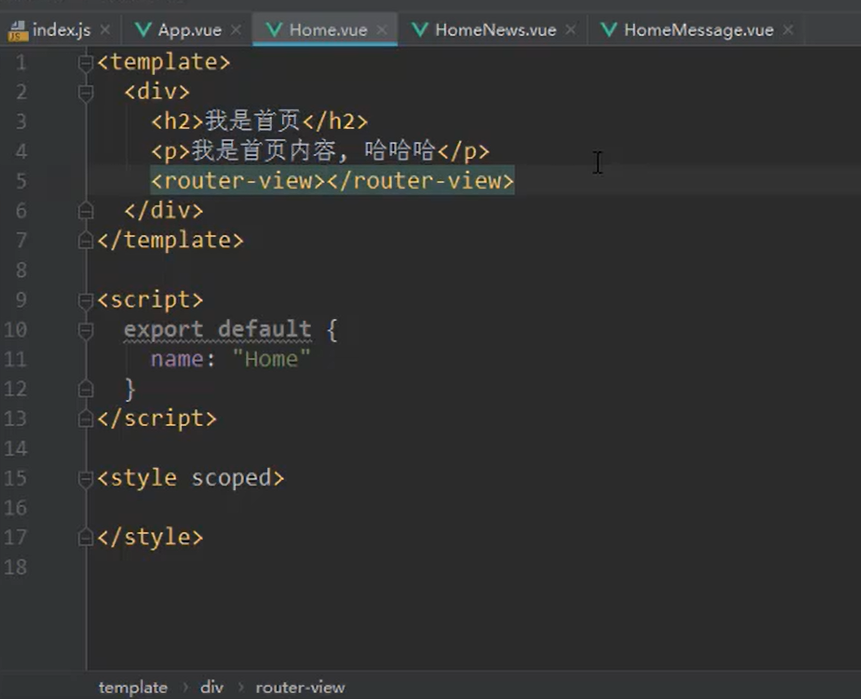 index.js App.vue Home.vue HomeNews.vue HomeMessage.vue
1 <template>
2 <div>
3 <h2>我是首页</h2>
4 <p>我是首页内容, 哈哈哈</p>
5 <router-view></router-view>
6 </div>
7 </template>
8
9 <script>
10 export default {
11 name: "Home"
12 }
13 </script>
14
15 <style scoped>
16
17 </style>
18
template › div › router-view